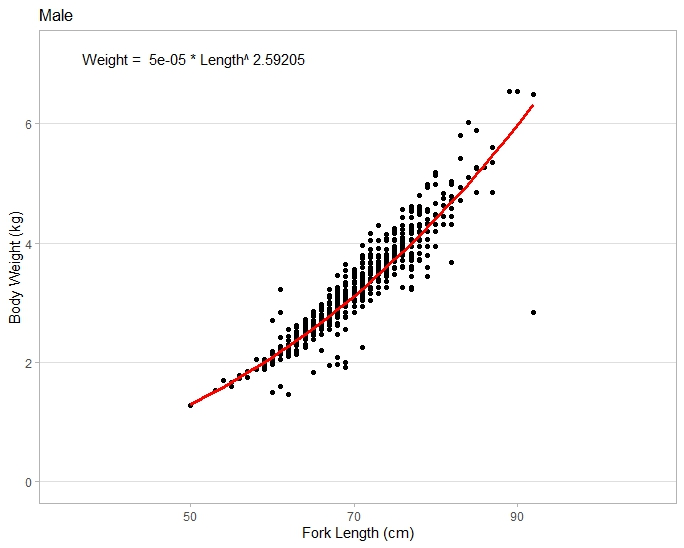 Male
Weight =  5e-05 * Length^ 2.59205
6
4
2
0
Body Weight (kg)
50 70 90
Fork Length (cm)